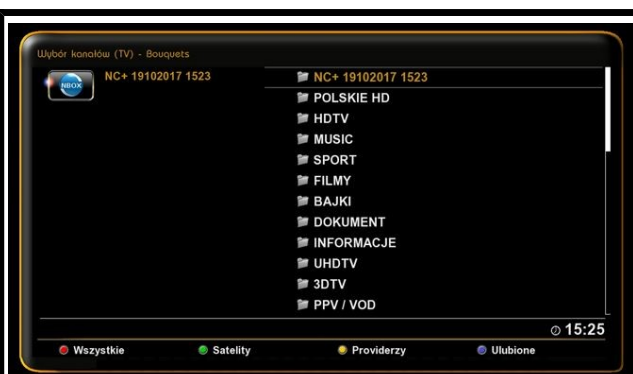 Wybór kanałów (TV) - Bouquets
NBOX
NC+ 19102017 1523
NC+ 19102017 1523
POLSKIE HD
HDTV
MUSIC
SPORT
FILMY
BAJKI
DOKUMENT
INFORMACJE
UHDTV
3DTV
PPV / VOD
15:25
Wszystkie Satelity Providerzy Ulubione